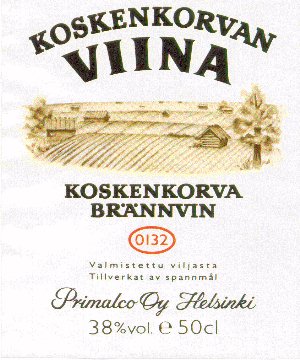 KOSKENKORVAN
VIINA
KOSKENKORVA
BRÄNNVIN
0132
Valmistettu viljasta
Tillverkat av spannmål
Primalco Oy Helsinki
38%vol. e 50cl